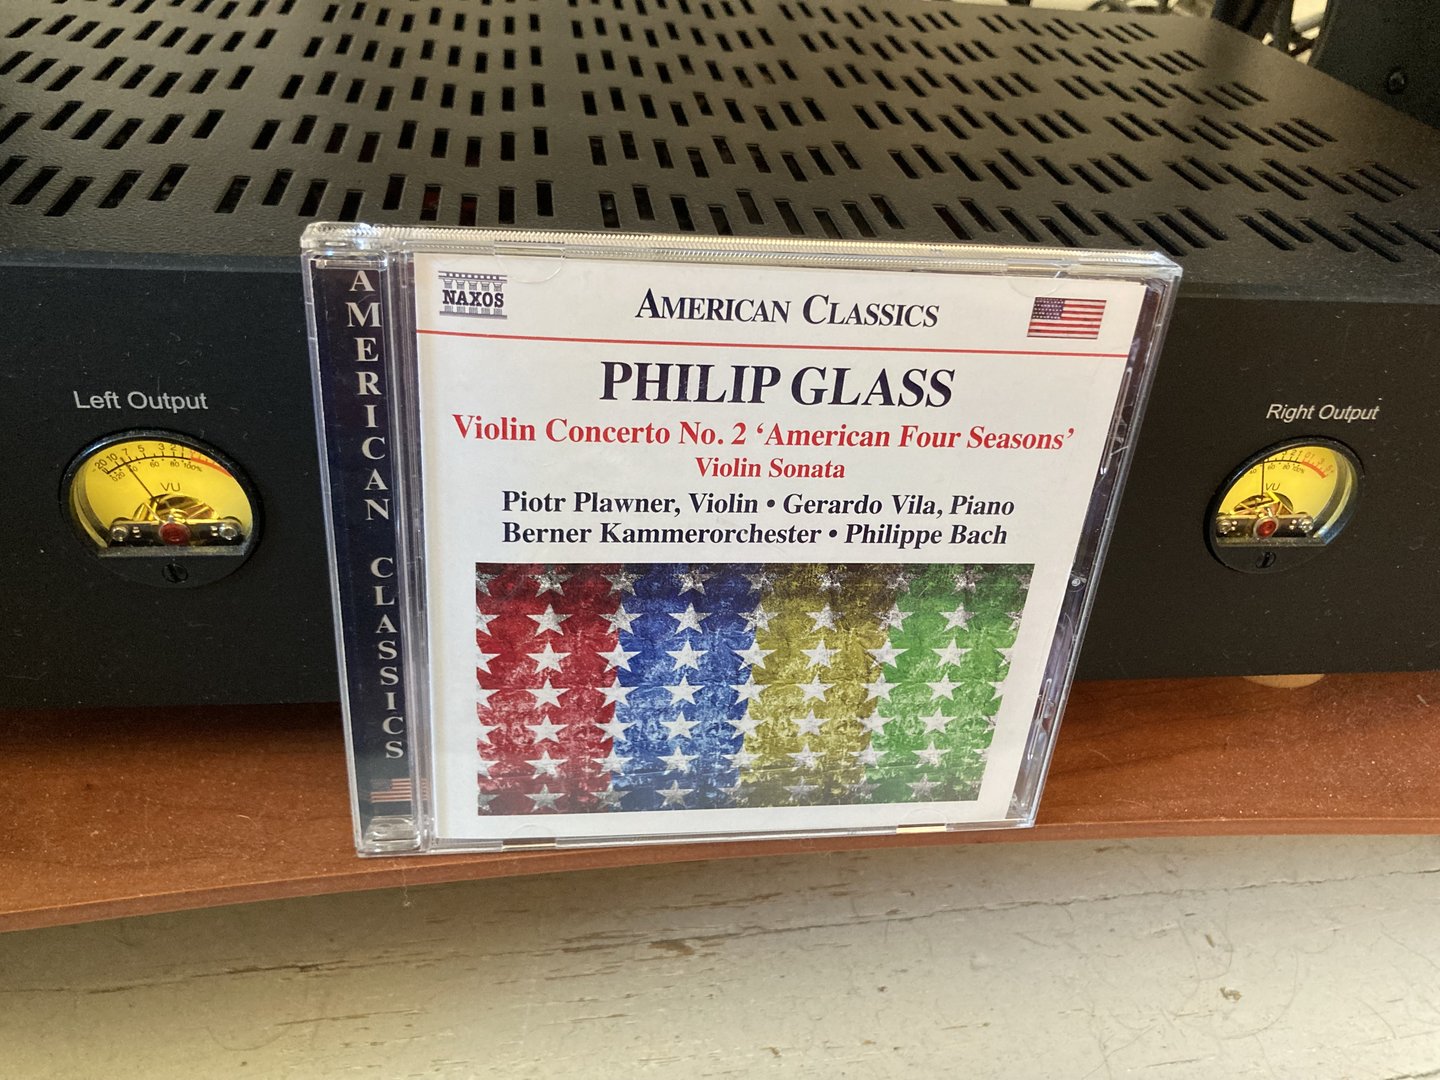 NAXOS
AMERICAN CLASSICS
PHILIP GLASS
Violin Concerto No. 2 ‘American Four Seasons’
Violin Sonata
Piotr Plawner, Violin • Gerardo Vila, Piano
Berner Kammerorchester • Philippe Bach
AMERICAN CLASSICS
Left Output
VU
Right Output
VU